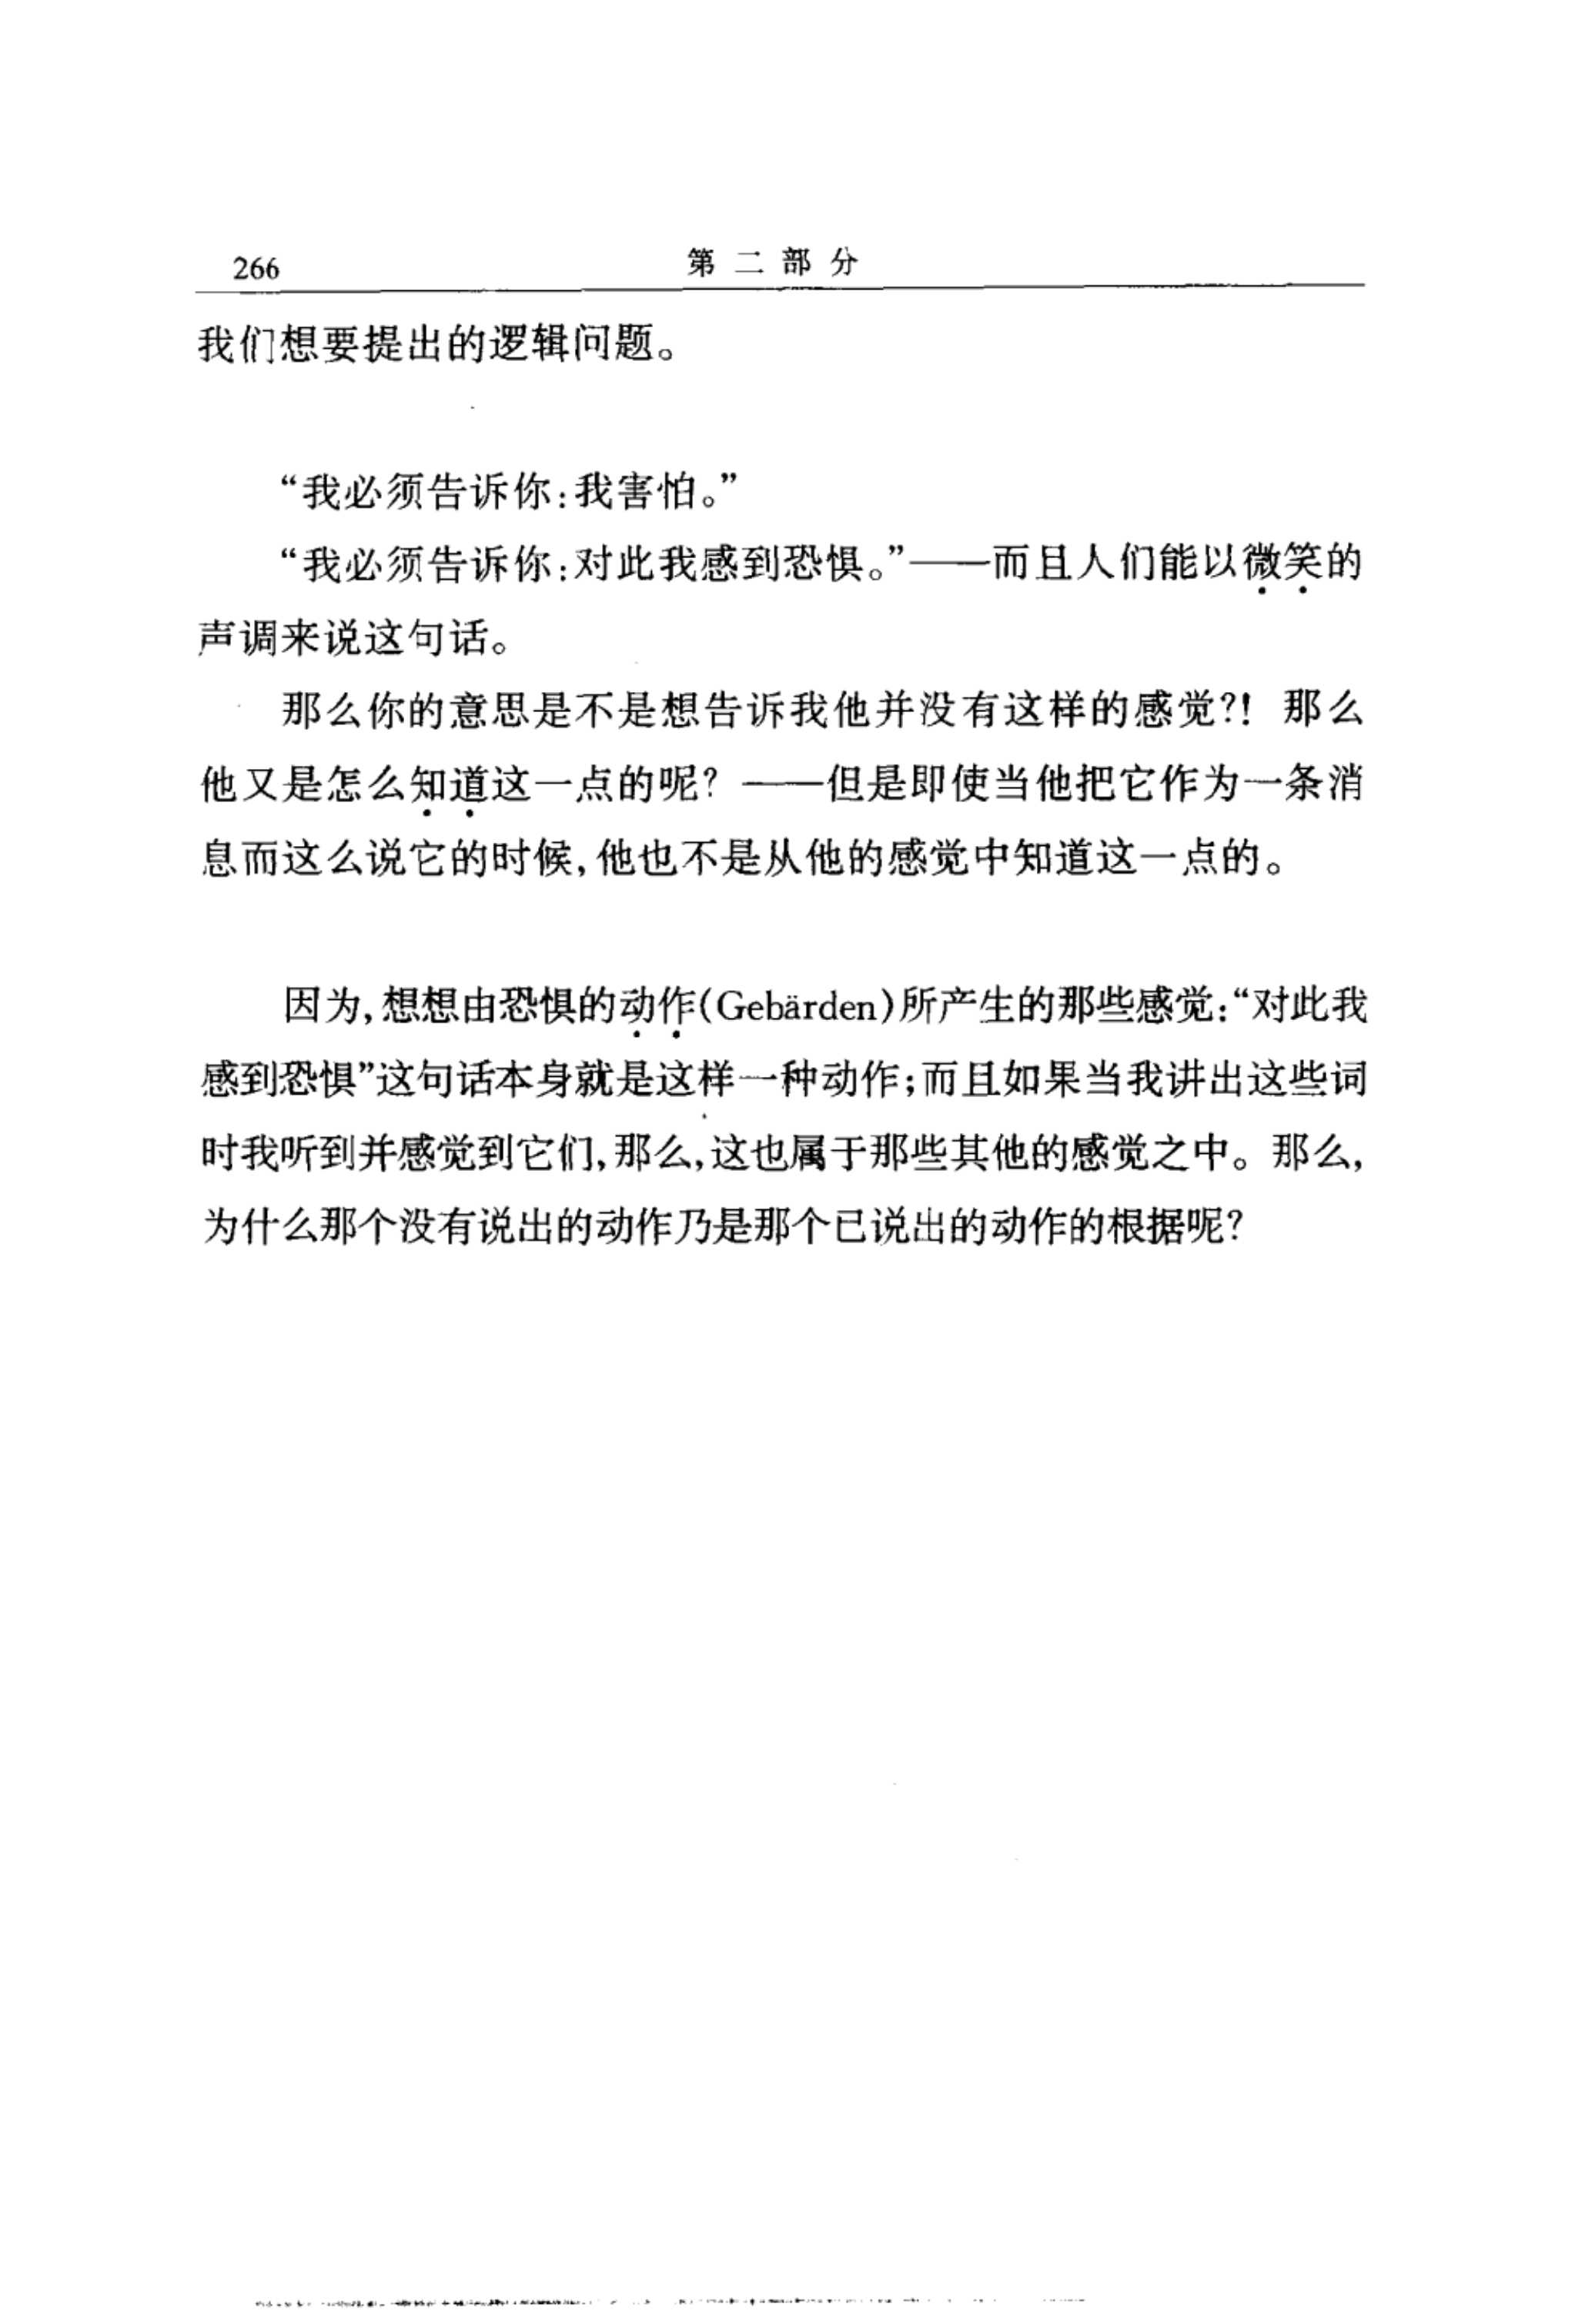 266
第二部分
我们想要提出的逻辑问题。
“我必须告诉你:我害怕。”
“我必须告诉你:对此我感到恐惧。”——而且人们能以微笑的
声调来说这句话。
那么你的意思是不是想告诉我他并没有这样的感觉?! 那么
他又是怎么知道这一点的呢? ——但是即使当他把它作为一条消
息而这么说它的时候,他也不是从他的感觉中知道这一点的。
因为,想想由恐惧的动作(Gebärden)所产生的那些感觉:“对此我
感到恐惧”这句话本身就是这样一种动作;而且如果当我讲出这些词
时我听到并感觉到它们,那么,这也属于那些其他的感觉之中。那么,
为什么那个没有说出的动作乃是那个已说出的动作的根据呢?